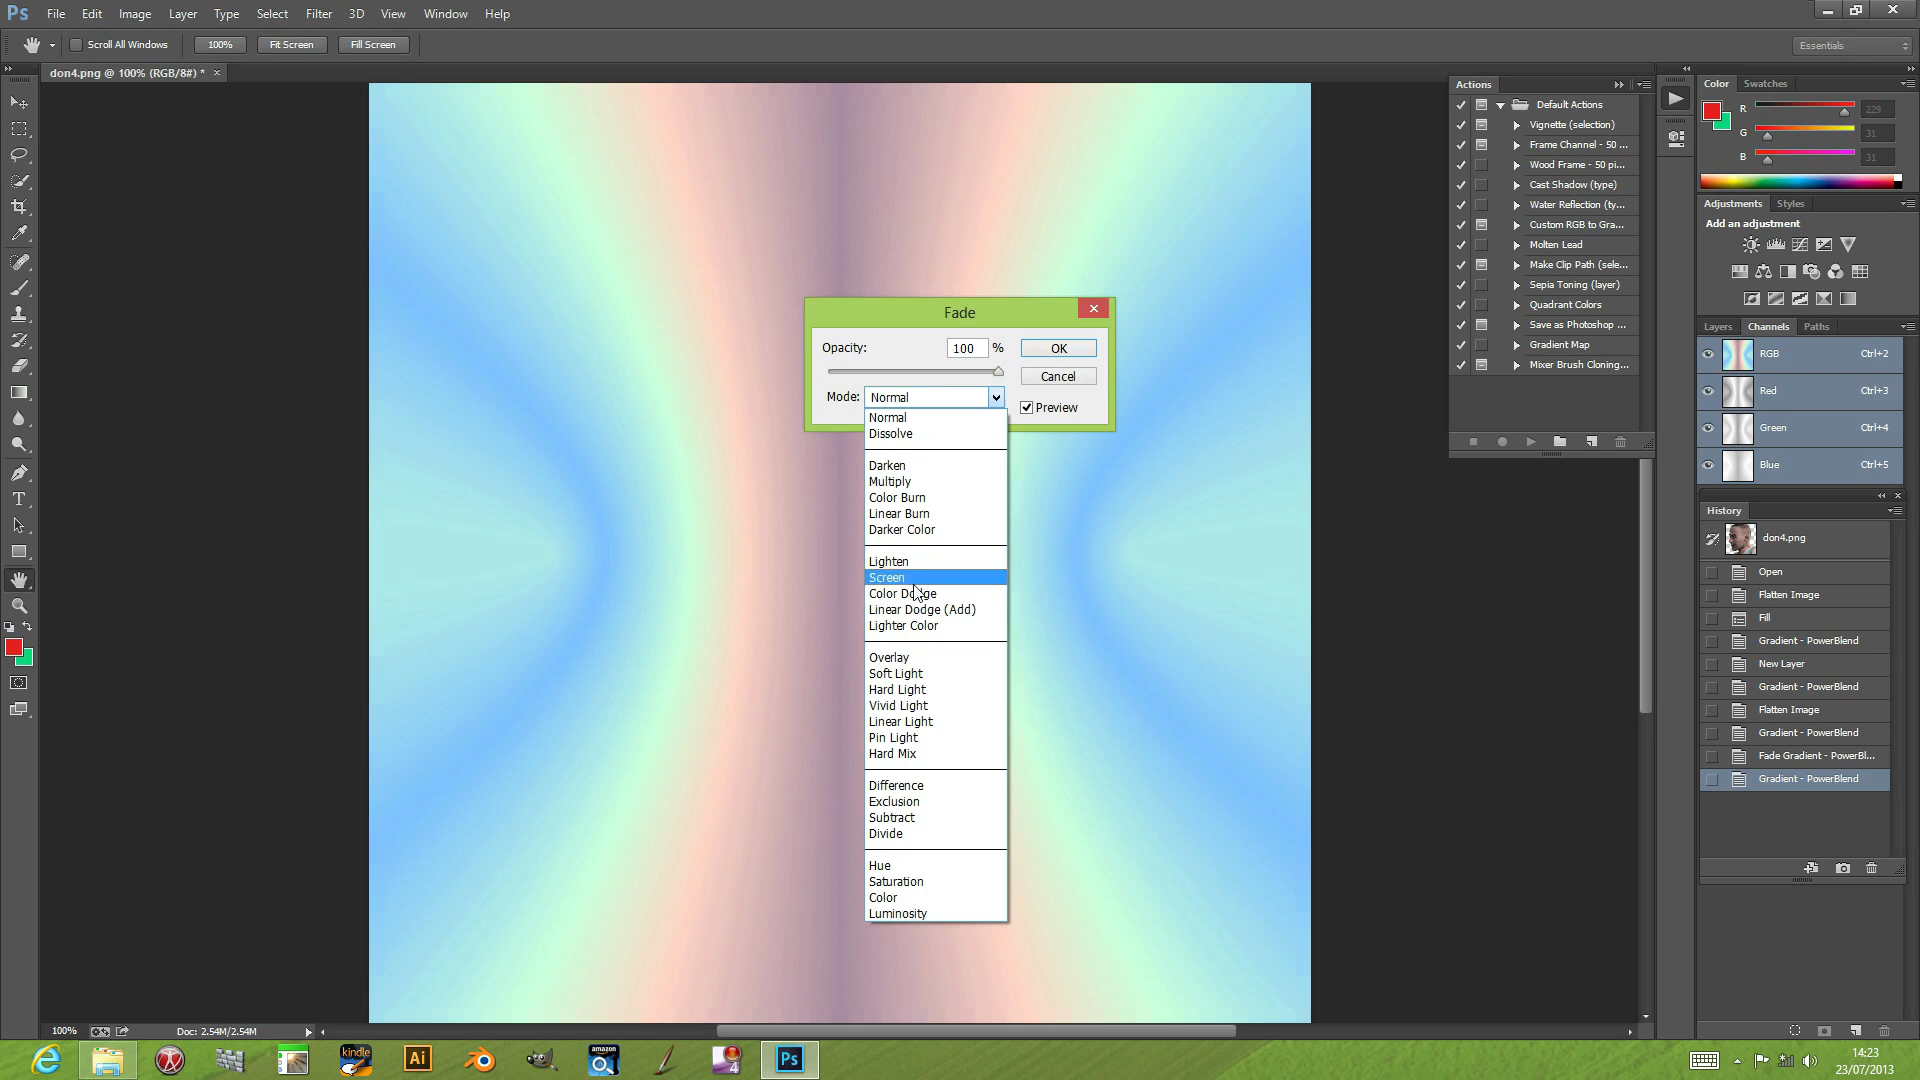 Ps File Edit Image Layer Type Select Filter 3D View Window Help
Scroll All Windows 100% Fit Screen Fill Screen Essentials
don4.png @ 100% (RGB/8#) *
Actions
Default Actions
Vignette (selection)
Frame Channel - 50 ...
Wood Frame - 50 pi...
Cast Shadow (type)
Water Reflection (ty...
Custom RGB to Gra...
Molten Lead
Make Clip Path (sele...
Sepia Toning (layer)
Quadrant Colors
Save as Photoshop ...
Gradient Map
Mixer Brush Cloning...
Color Swatches
R 229
G 31
B 31
Adjustments Styles
Add an adjustment
Layers Channels Paths
RGB Ctrl+2
Red Ctrl+3
Green Ctrl+4
Blue Ctrl+5
History
don4.png
Open
Flatten Image
Fill
Gradient - PowerBlend
New Layer
Gradient - PowerBlend
Flatten Image
Gradient - PowerBlend
Fade Gradient - PowerBl...
Gradient - PowerBlend
Fade
Opacity: 100 % OK
Cancel
Mode: Normal
Preview
Normal
Dissolve
Darken
Multiply
Color Burn
Linear Burn
Darker Color
Lighten
Screen
Color Dodge
Linear Dodge (Add)
Lighter Color
Overlay
Soft Light
Hard Light
Vivid Light
Linear Light
Pin Light
Hard Mix
Difference
Exclusion
Subtract
Divide
Hue
Saturation
Color
Luminosity
T
100% Doc: 2.54M/2.54M
kindle Ai amazon 4 Ps
14:23
23/07/2013